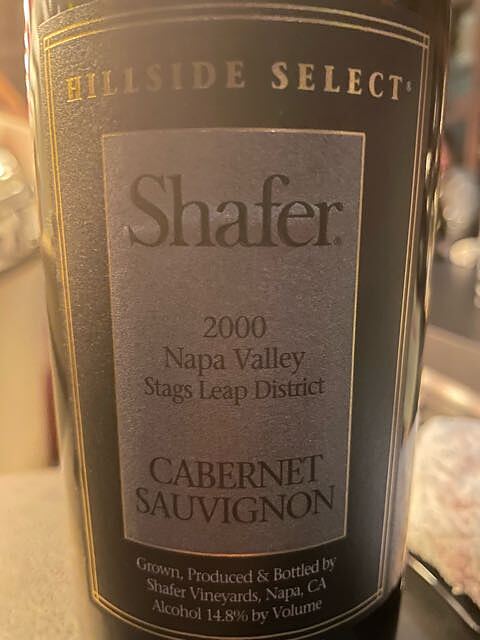 HILLSIDE SELECT®
Shafer®
2000
Napa Valley
Stags Leap District
CABERNET
SAUVIGNON
Grown, Produced & Bottled by
Shafer Vineyards, Napa, CA
Alcohol 14.8% by Volume